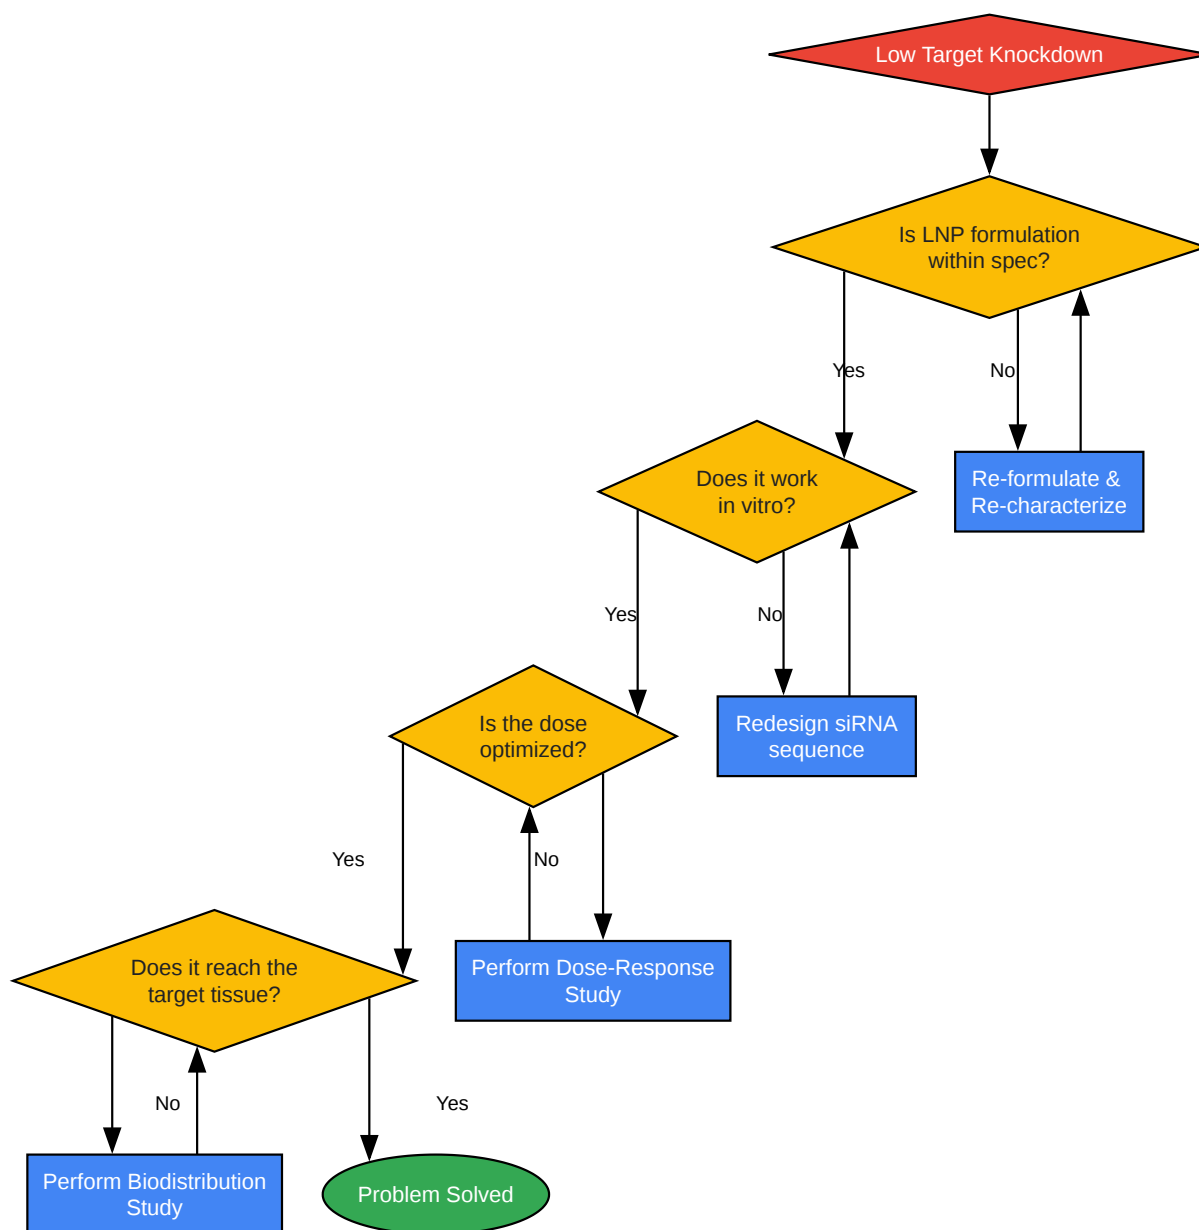 Low Target Knockdown
Is LNP formulation
within spec?
Yes
No
Does it work
in vitro?
Re-formulate &
Re-characterize
Yes
No
Is the dose
optimized?
Redesign siRNA
sequence
Yes
No
Does it reach the
target tissue?
Perform Dose-Response
Study
No
Yes
Perform Biodistribution
Study
Problem Solved